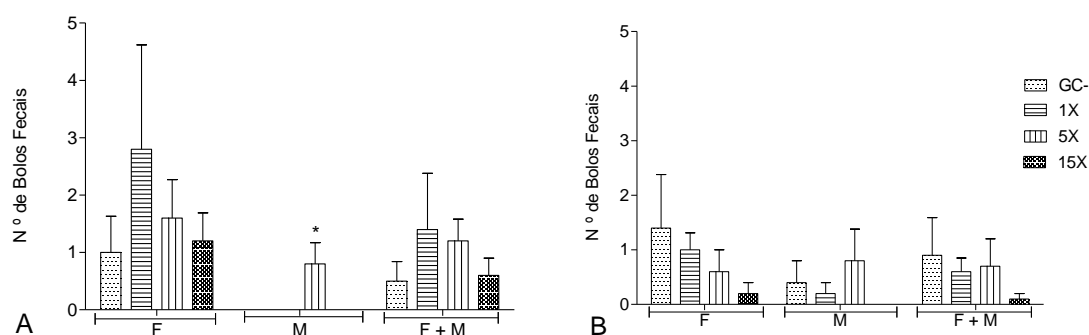 5
4
3
2
1
0
N º de Bolos Fecais
*
F M F + M
A
5
4
3
2
1
0
N º de Bolos Fecais
F M F + M
B
GC-
1X
5X
15X